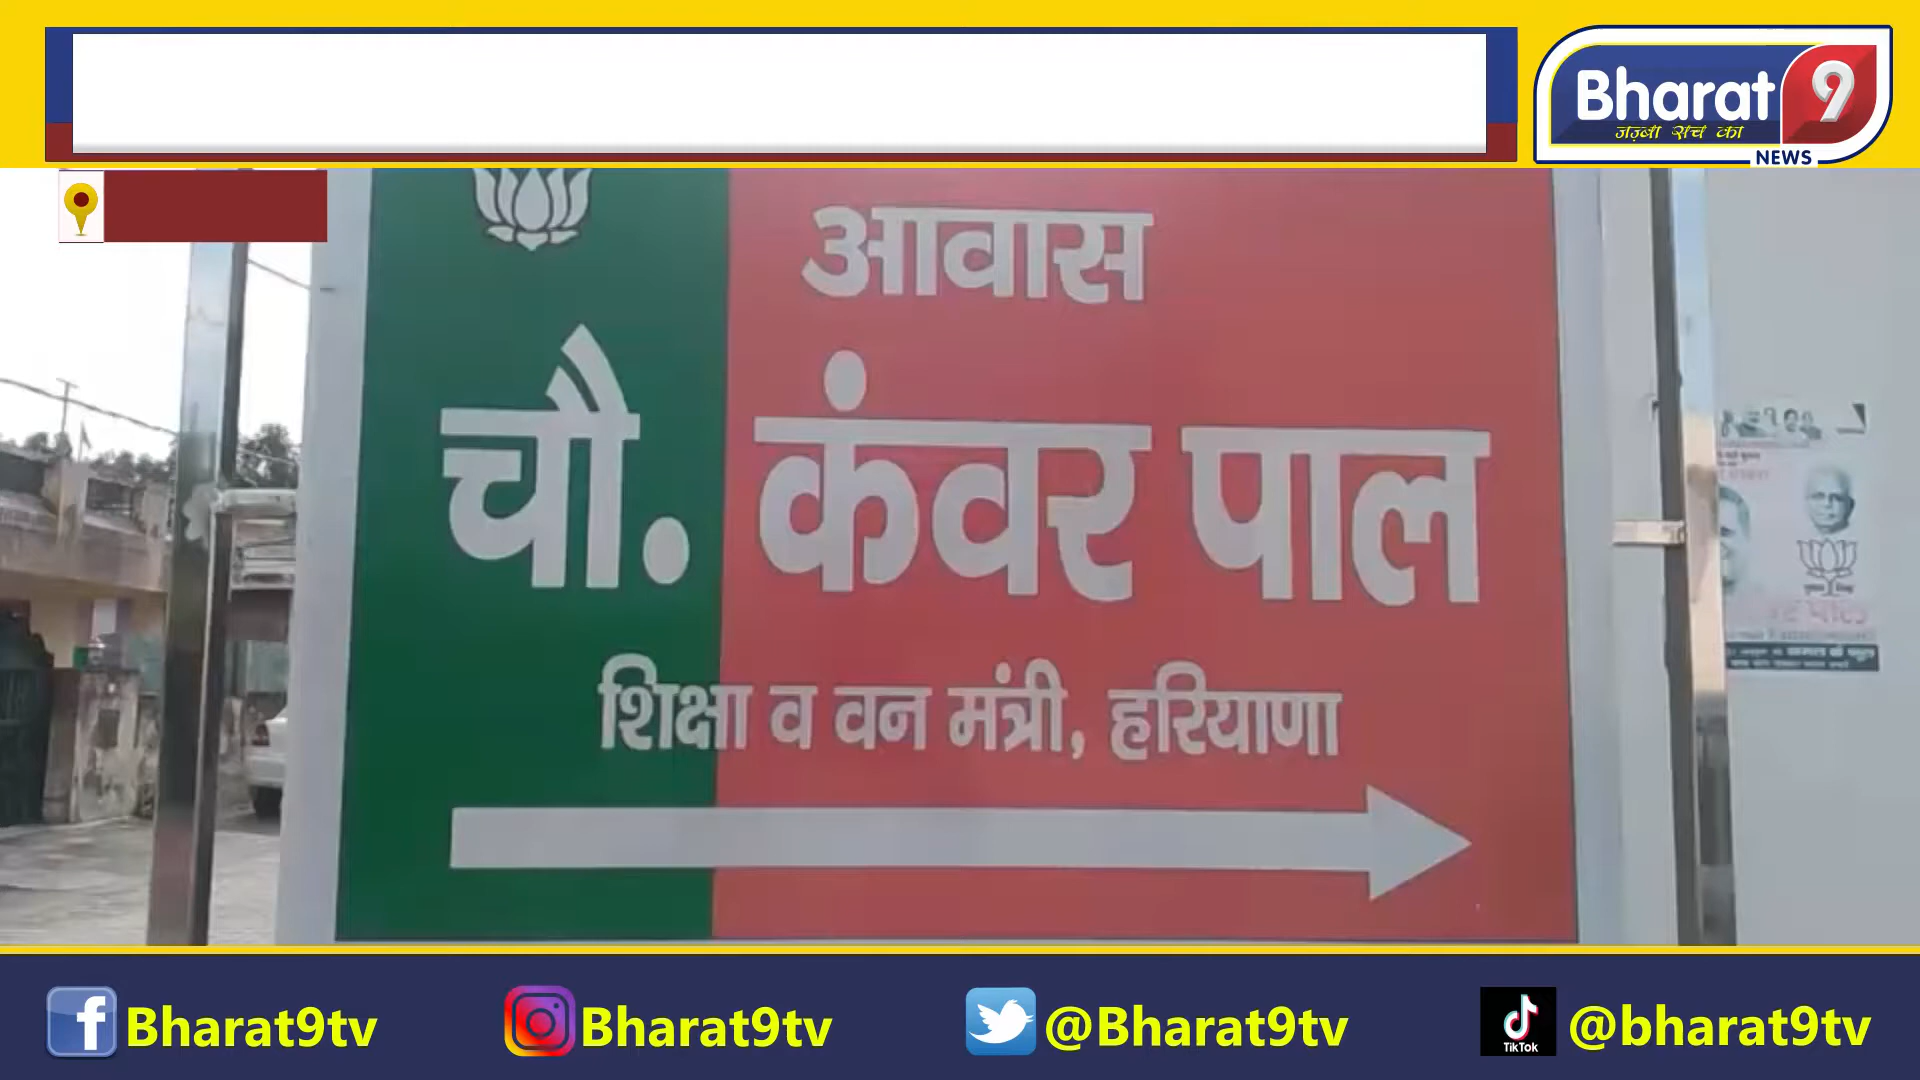 Bharat 9
जज़्बा सच का
NEWS
आवास
चौ. कंवर पाल
शिक्षा व वन मंत्री, हरियाणा
Bharat9tv
Bharat9tv
@Bharat9tv
TikTok
@bharat9tv